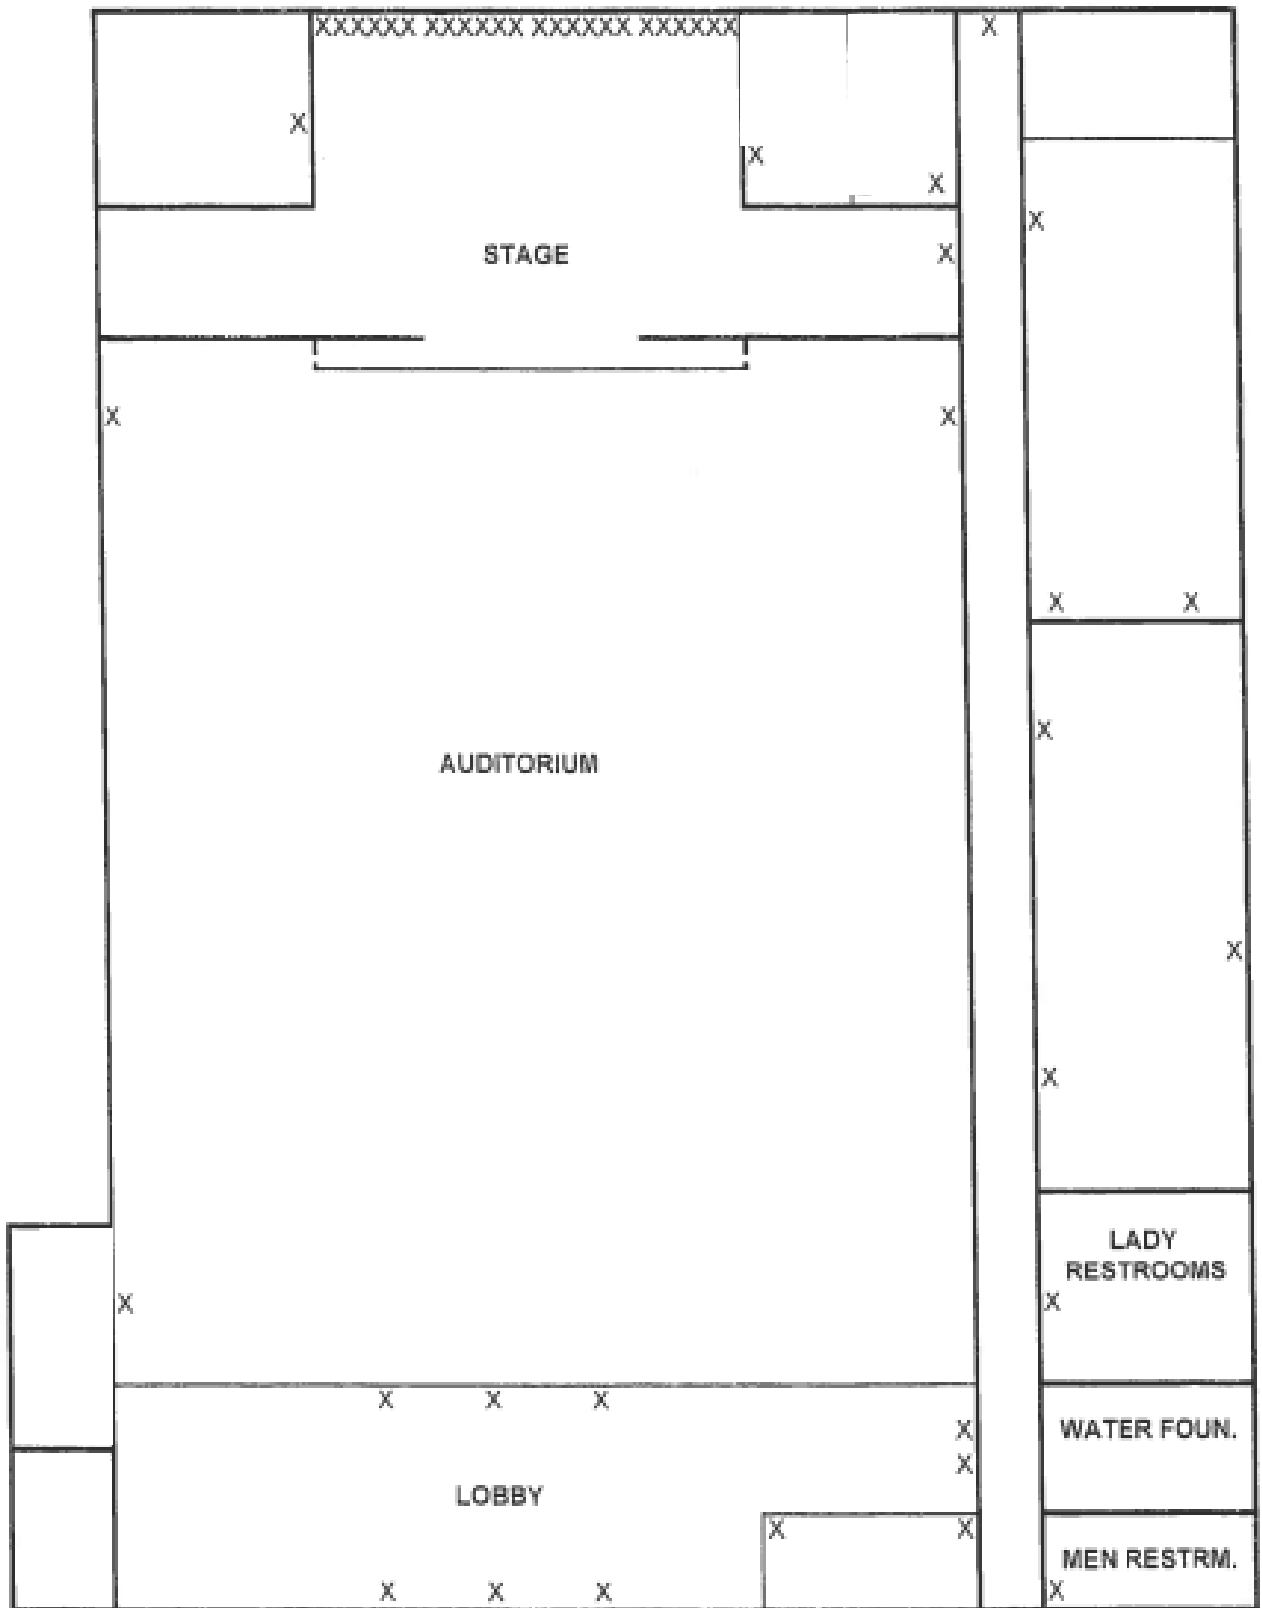 XXXXXX XXXXXX XXXXXX XXXXXX X
X
X
X
X
STAGE X
X X
X X
X
AUDITORIUM
X
X
LADY
RESTROOMS
X X
X X X
X WATER FOUN.
X
LOBBY
X X
MEN RESTRM.
X X X X